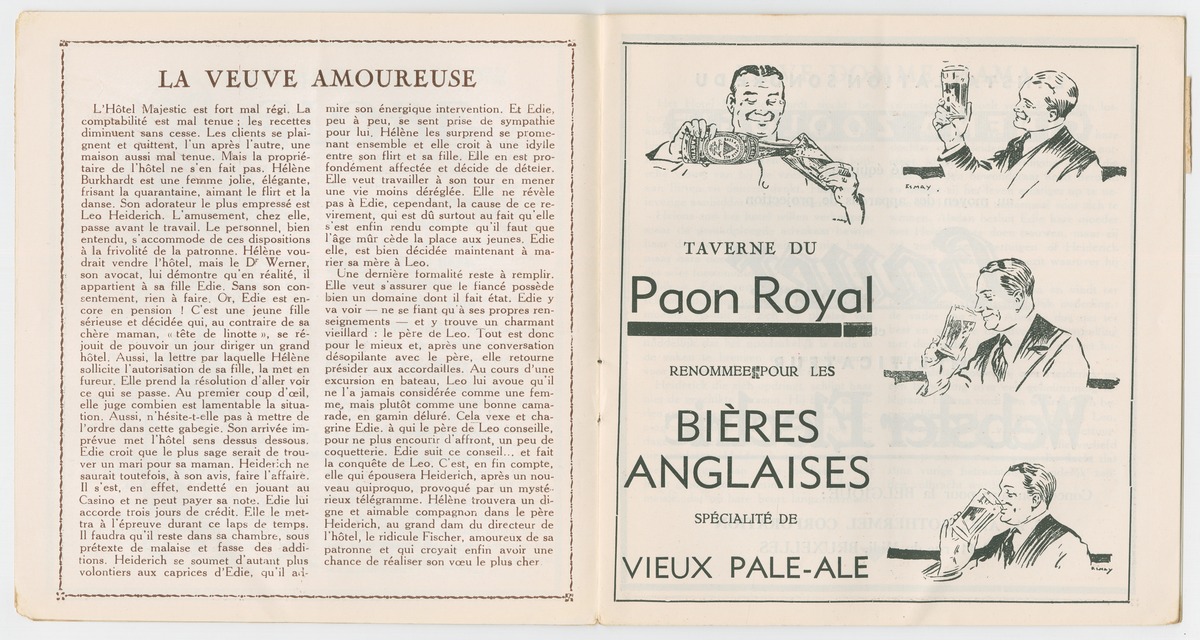 LA VEUVE AMOUREUSE
L'Hôtel Majestic est fort mal régi. La
comptabilité est mal tenue ; les recettes
diminuent sans cesse. Les clients se plai-
gnent et quittent, l'un après l'autre, une
maison aussi mal tenue. Mais la proprié-
taire de l'hôtel ne s'en fait pas. Hélène
Burkhardt est une femme jolie, élégante,
frisant la quarantaine, aimant le flirt et la
danse. Son adorateur le plus empressé est
Leo Heiderich. L'amusement, chez elle,
passe avant le travail. Le personnel, bien
entendu, s'accommode de ces dispositions
à la frivolité de la patronne. Hélène vou-
drait vendre l'hôtel, mais le Dr Werner,
son avocat, lui démontre qu'en réalité, il
appartient à sa fille Edie. Sans son con-
sentement, rien à faire. Or, Edie est en-
core en pension ! C'est une jeune fille
sérieuse et décidée qui, au contraire de sa
chère maman, « tête de linotte », se ré-
jouit de pouvoir un jour diriger un grand
hôtel. Aussi, la lettre par laquelle Hélène
sollicite l'autorisation de sa fille, la met en
fureur. Elle prend la résolution d'aller voir
ce qui se passe. Au premier coup d'œil,
elle juge combien est lamentable la situa-
tion. Aussi, n'hésite-t-elle pas à mettre de
l'ordre dans cette gabegie. Son arrivée im-
prévue met l'hôtel sens dessus dessous.
Edie croit que le plus sage serait de trou-
ver un mari pour sa maman. Heiderich ne
saurait toutefois, à son avis, faire l'affaire.
Il s'est, en effet, endetté en jouant au
Casino et ne peut payer sa note. Edie lui
accorde trois jours de crédit. Elle le met-
tra à l'épreuve durant ce laps de temps.
Il faudra qu'il reste dans sa chambre, sous
prétexte de malaise et fasse des addi-
tions. Heiderich se soumet d'autant plus
volontiers aux caprices d'Edie, qu'il ad-
mire son énergique intervention. Et Edie,
peu à peu, se sent prise de sympathie
pour lui. Hélène les surprend se prome-
nant ensemble et elle croit à une idylle
entre son flirt et sa fille. Elle en est pro-
fondément affectée et décide de dételer.
Elle veut travailler à son tour en mener
une vie moins déréglée. Elle ne révèle
pas à Edie, cependant, la cause de ce re-
virement, qui est dû surtout au fait qu'elle
s'est enfin rendu compte qu'il faut que
l'âge mûr cède la place aux jeunes. Edie
elle, est bien décidée maintenant à ma-
rier sa mère à Leo.
Une dernière formalité reste à remplir.
Elle veut s'assurer que le fiancé possède
bien un domaine dont il fait état. Edie y
va voir — ne se fiant qu'à ses propres ren-
seignements — et y trouve un charmant
vieillard : le père de Leo. Tout est donc
pour le mieux et, après une conversation
désopilante avec le père, elle retourne
présider aux accordailles. Au cours d'une
excursion en bateau, Leo lui avoue qu'il
ne l'a jamais considérée comme une fem-
me, mais plutôt comme une bonne cama-
rade, en gamin déluré. Cela vexe et cha-
grine Edie, à qui le père de Leo conseille,
pour ne plus encourir d'affront, un peu de
coquetterie. Edie suit ce conseil... et fait
la conquête de Leo. C'est, en fin compte,
elle qui épousera Heiderich, après un nou-
veau quiproquo, provoqué par un mysté-
rieux télégramme. Hélène trouvera un di-
gne et aimable compagnon dans le père
Heiderich, au grand dam du directeur de
l'hôtel, le ridicule Fischer, amoureux de sa
patronne et qui croyait enfin avoir une
chance de réaliser son vœu le plus cher.
ELMAY.
TAVERNE DU
Paon Royal
RENOMMEE POUR LES
BIÈRES
ANGLAISES
SPÉCIALITÉ DE
VIEUX PALE-ALE
ELMAY